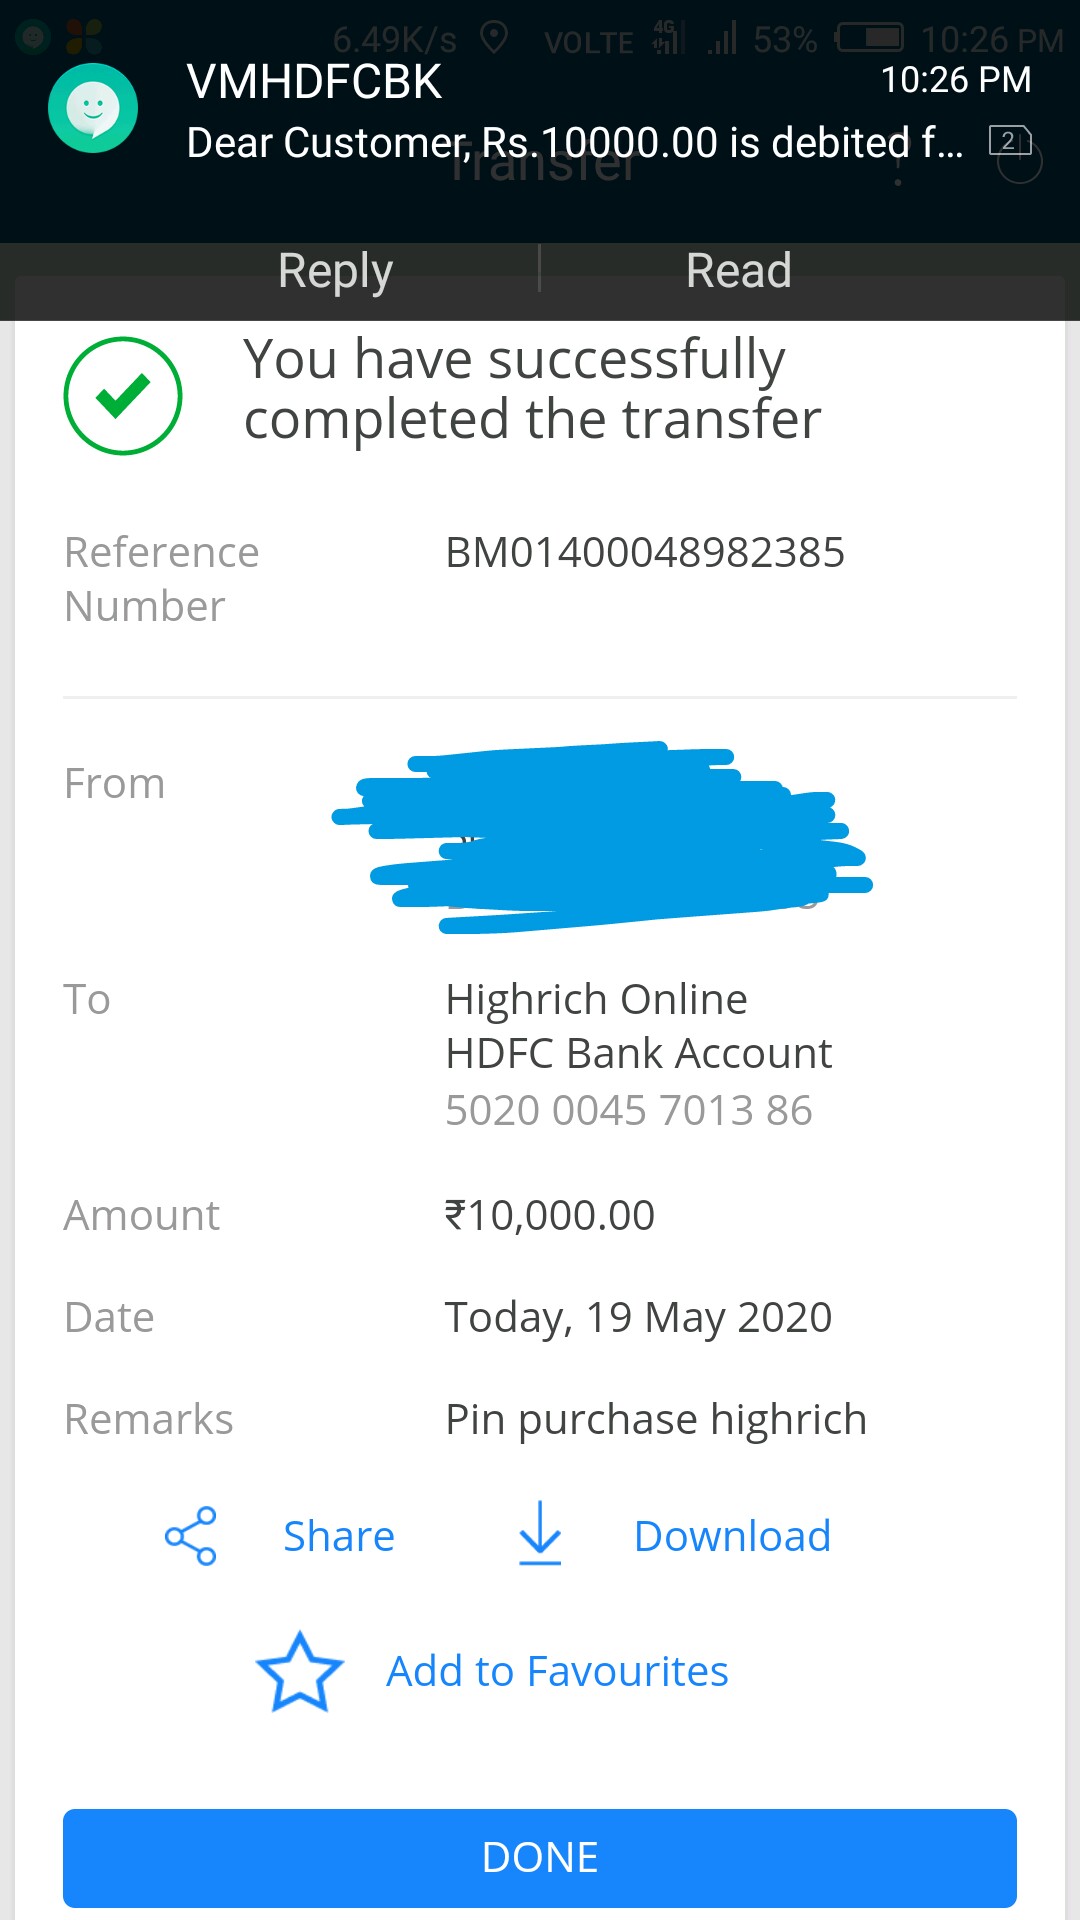 6.49K/s VOLTE 4G 53% 10:26 PM
VMHDFCBK 10:26 PM
Dear Customer, Rs.10000.00 is debited f... 2
Transfer ?
Reply Read
You have successfully
completed the transfer
Reference BM01400048982385
Number
From
To Highrich Online
HDFC Bank Account
5020 0045 7013 86
Amount ₹10,000.00
Date Today, 19 May 2020
Remarks Pin purchase highrich
Share Download
Add to Favourites
DONE